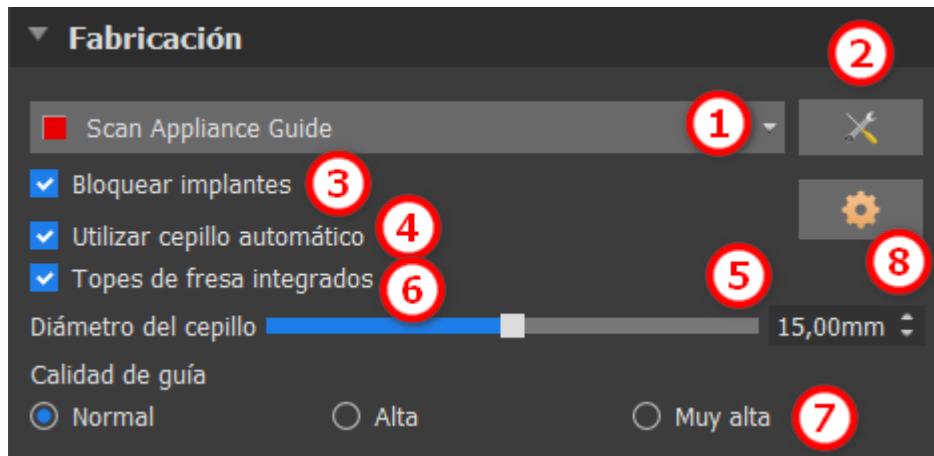 Fabricación
2
Scan Appliance Guide
1
Bloquear implantes
3
Utilizar cepillo automático
4
8
Topes de fresa integrados
6
5
Diámetro del cepillo
15,00mm
Calidad de guía
Normal
Alta
Muy alta
7